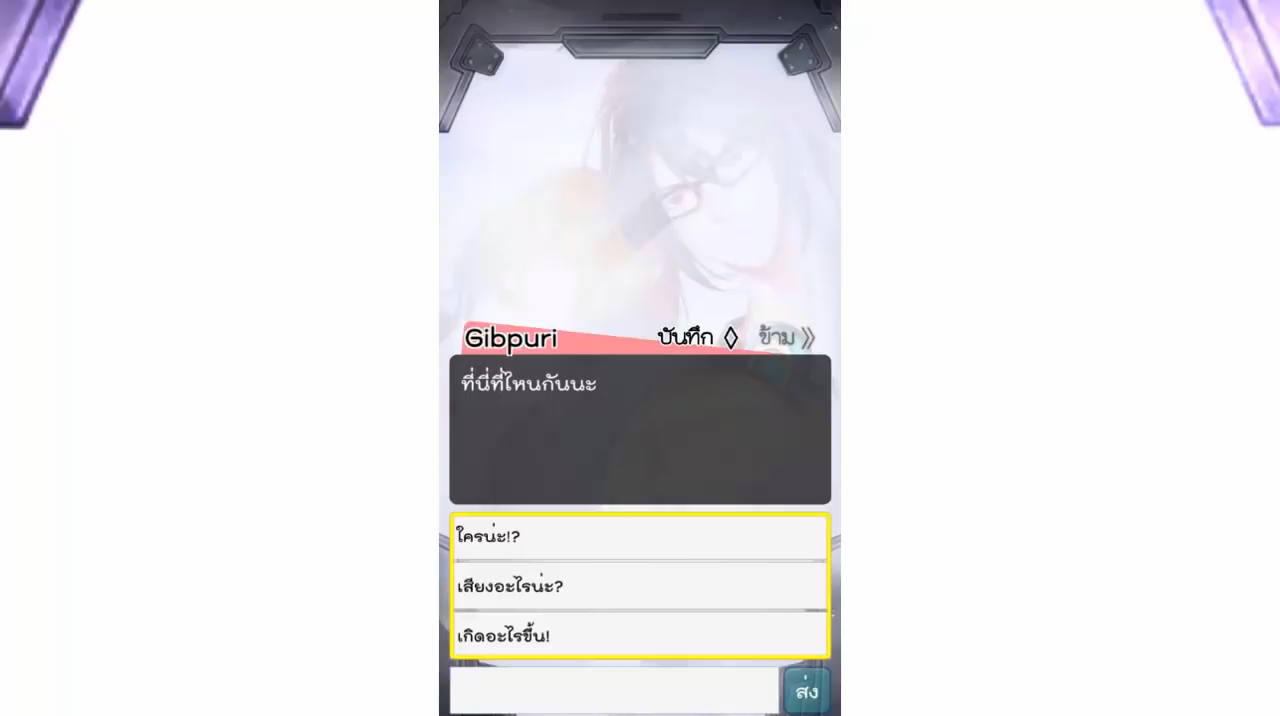 Gibpuri
บันทึก
ข้าม
ที่นี่ที่ไหนกันนะ
ใครน่ะ!?
เสียงอะไรน่ะ?
เกิดอะไรขึ้น!
ส่ง